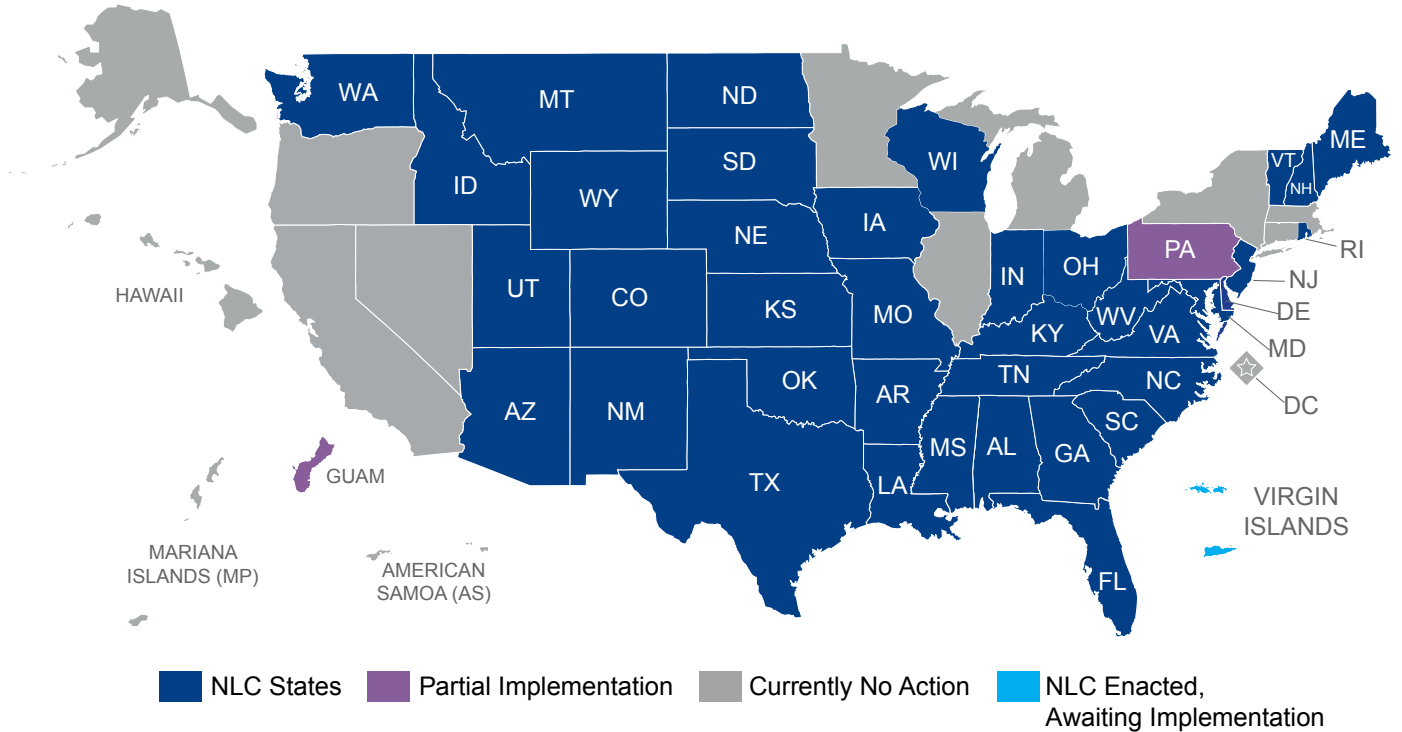 WA
MT
ND
ME
VT
SD
WI
NH
ID
WY
IA
NE
PA
RI
OH
IN
NJ
UT
HAWAII
CO
KS
MO
WV
DE
KY
VA
MD
TN
NC
OK
AR
DC
AZ
NM
SC
MS
AL
GA
GUAM
TX
LA
VIRGIN
ISLANDS
MARIANA
ISLANDS (MP)
AMERICAN
SAMOA (AS)
FL
NLC States
Partial Implementation
Currently No Action
NLC Enacted,
Awaiting Implementation